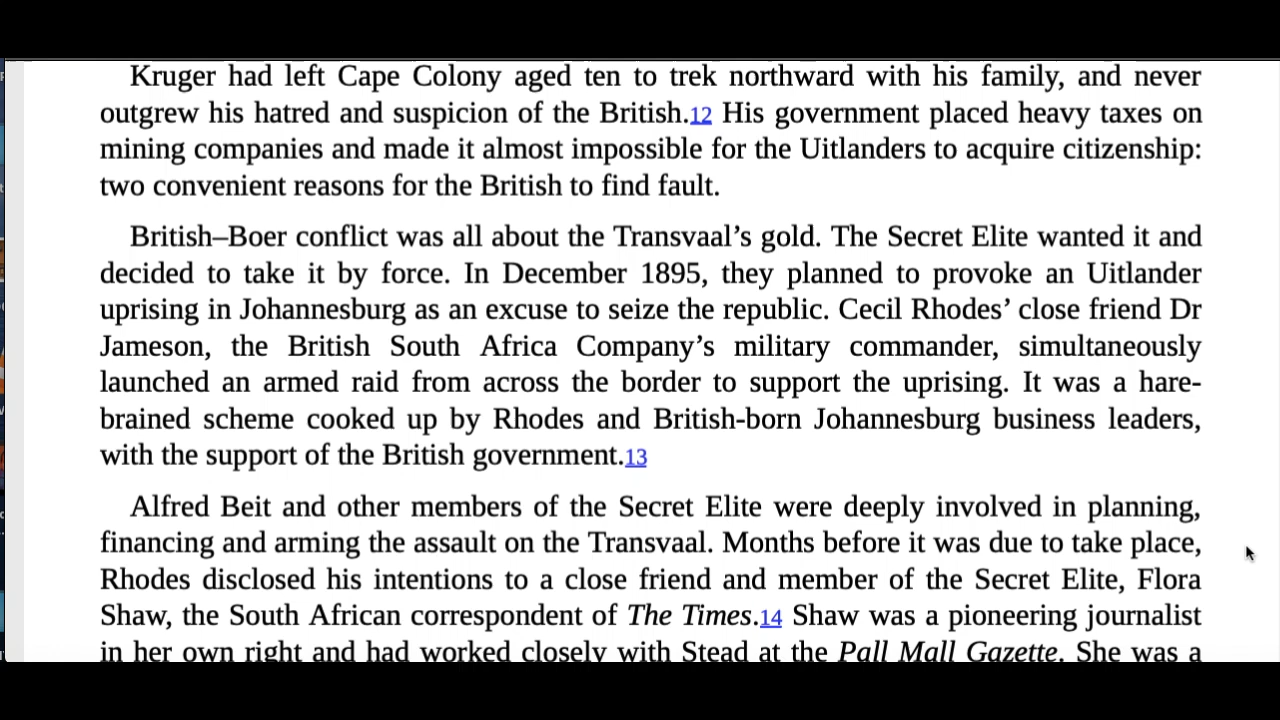 Kruger had left Cape Colony aged ten to trek northward with his family, and never
outgrew his hatred and suspicion of the British.12 His government placed heavy taxes on
mining companies and made it almost impossible for the Uitlanders to acquire citizenship:
two convenient reasons for the British to find fault.
British–Boer conflict was all about the Transvaal’s gold. The Secret Elite wanted it and
decided to take it by force. In December 1895, they planned to provoke an Uitlander
uprising in Johannesburg as an excuse to seize the republic. Cecil Rhodes’ close friend Dr
Jameson, the British South Africa Company’s military commander, simultaneously
launched an armed raid from across the border to support the uprising. It was a hare-
brained scheme cooked up by Rhodes and British-born Johannesburg business leaders,
with the support of the British government.13
Alfred Beit and other members of the Secret Elite were deeply involved in planning,
financing and arming the assault on the Transvaal. Months before it was due to take place,
Rhodes disclosed his intentions to a close friend and member of the Secret Elite, Flora
Shaw, the South African correspondent of The Times.14 Shaw was a pioneering journalist
in her own right and had worked closely with Stead at the Pall Mall Gazette. She was a